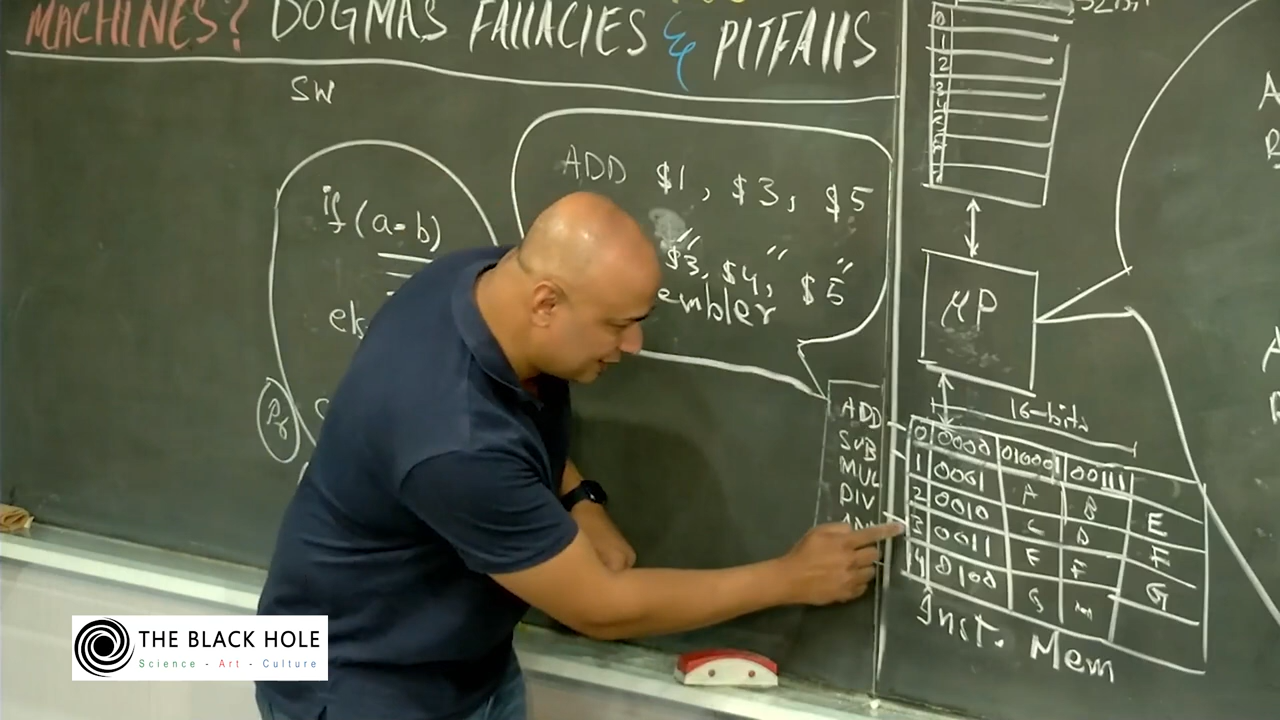 MACHINES? DOGMAS FALLACIES & PITFALLS
SW
if (a=b)
ADD $1, $3, $5
" " "
$3, $4, $5
embler
0
1
2
3
μP
16-bits
ADD
SUB
MUL
DIV
0 0000 010001 00111
1 0001 A B
2 0010 C D E
3 0011 E F F
4 0100 G
Inst. Mem
THE BLACK HOLE
Science - Art - Culture